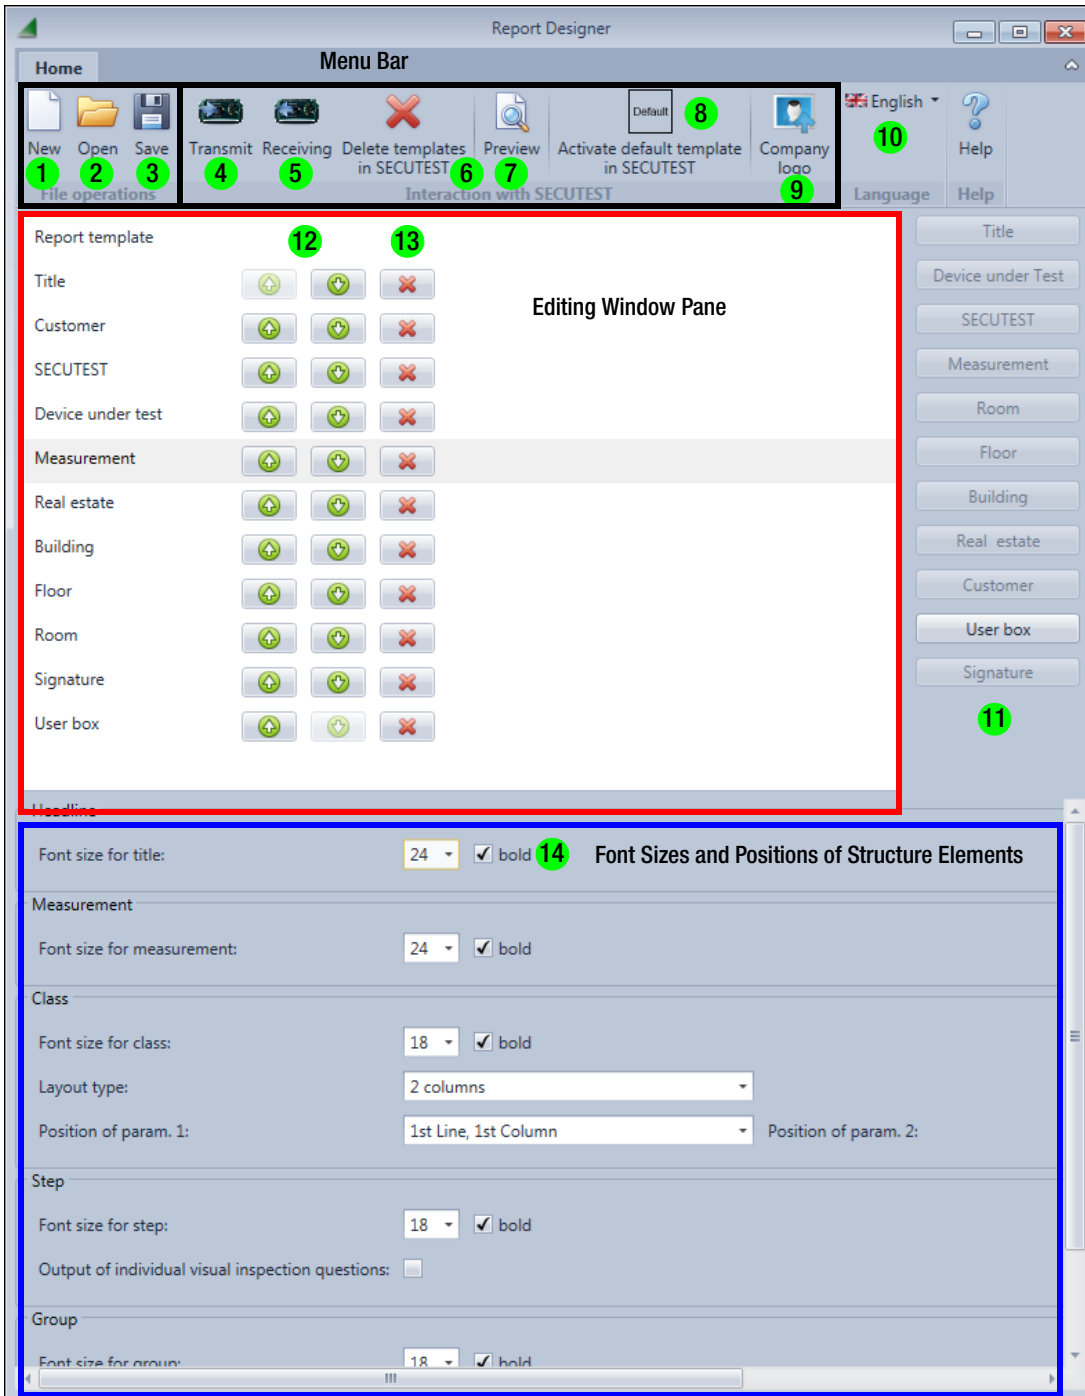 Report Designer
Home
Menu Bar
New
Open
Save
Transmit
Receiving
Delete templates
in SECUTEST
Preview
Default
Activate default template
in SECUTEST
Company
logo
English
Help
1
2
3
4
5
6
7
8
9
10
File operations
Interaction with SECUTEST
Language
Help
Report template
12
13
Title
Customer
SECUTEST
Device under test
Measurement
Real estate
Building
Floor
Room
Signature
User box
Editing Window Pane
Title
Device under Test
SECUTEST
Measurement
Room
Floor
Building
Real estate
Customer
User box
Signature
11
Headline
Font size for title:
24
bold
14
Font Sizes and Positions of Structure Elements
Measurement
Font size for measurement:
24
bold
Class
Font size for class:
18
bold
Layout type:
2 columns
Position of param. 1:
1st Line, 1st Column
Position of param. 2:
Step
Font size for step:
18
bold
Output of individual visual inspection questions:
Group
Font size for group:
18
bold